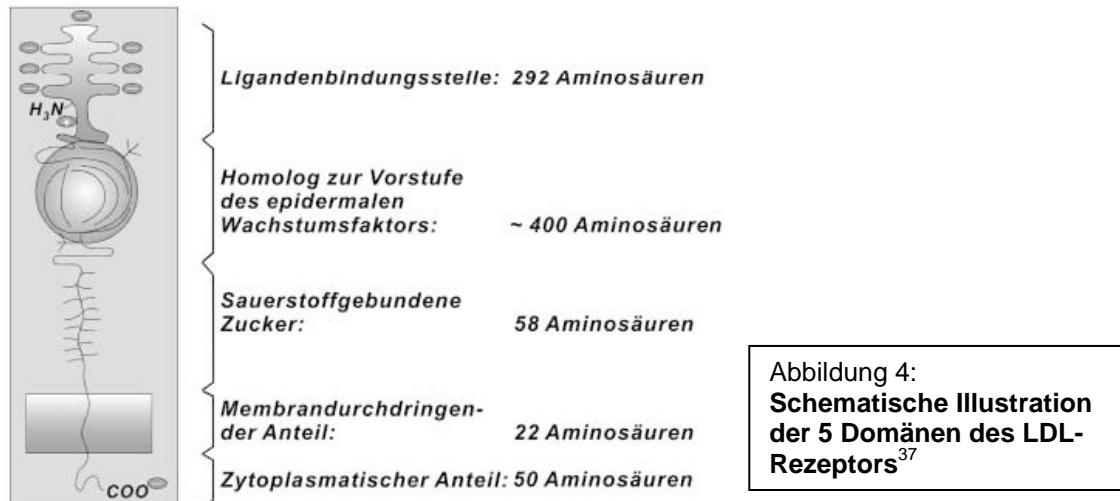 Ligandenbindungsstelle: 292 Aminosäuren
H₃N
Homolog zur Vorstufe
des epidermalen
Wachstumsfaktors: ~ 400 Aminosäuren
Sauerstoffgebundene
Zucker: 58 Aminosäuren
Membrandurchdringen-
der Anteil: 22 Aminosäuren
Zytoplasmatischer Anteil: 50 Aminosäuren
COO
Abbildung 4:
Schematische Illustration
der 5 Domänen des LDL-
Rezeptors³⁷